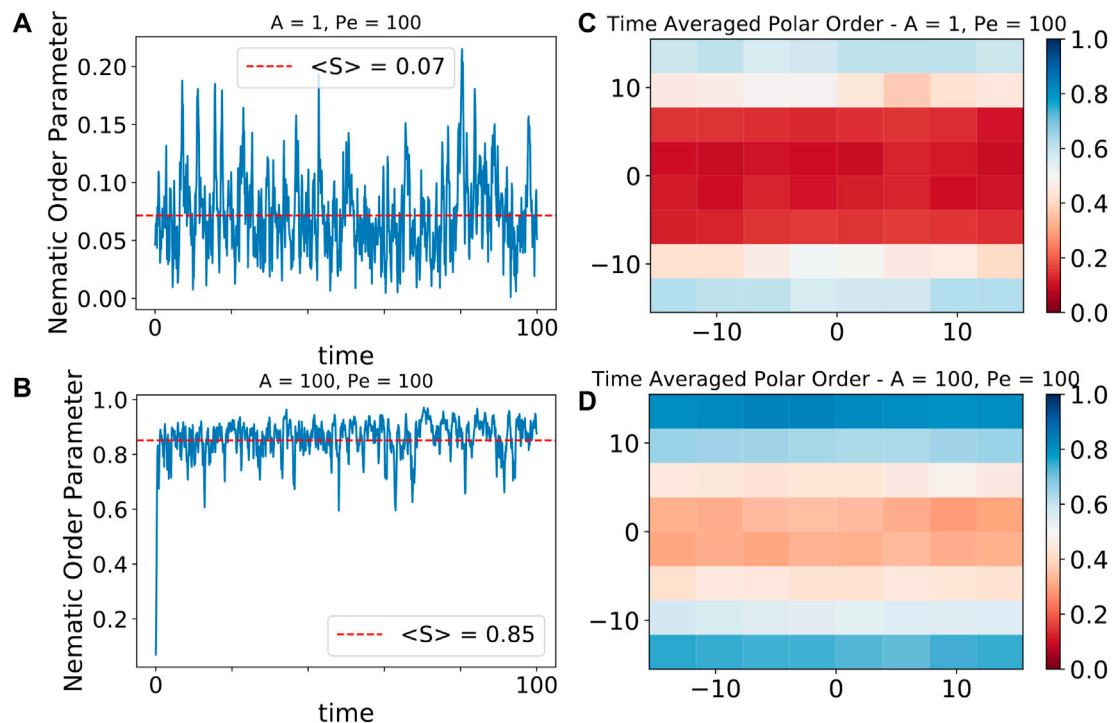 A
A = 1, Pe = 100
Nematic Order Parameter
0.20
0.15
0.10
0.05
0.00
<S> = 0.07
0
100
time
B
A = 100, Pe = 100
Nematic Order Parameter
1.0
0.8
0.6
0.4
0.2
<S> = 0.85
0
100
time
C
Time Averaged Polar Order - A = 1, Pe = 100
10
0
−10
−10
0
10
1.0
0.8
0.6
0.4
0.2
0.0
Time Averaged Polar Order - A = 100, Pe = 100
D
10
0
−10
−10
0
10
1.0
0.8
0.6
0.4
0.2
0.0